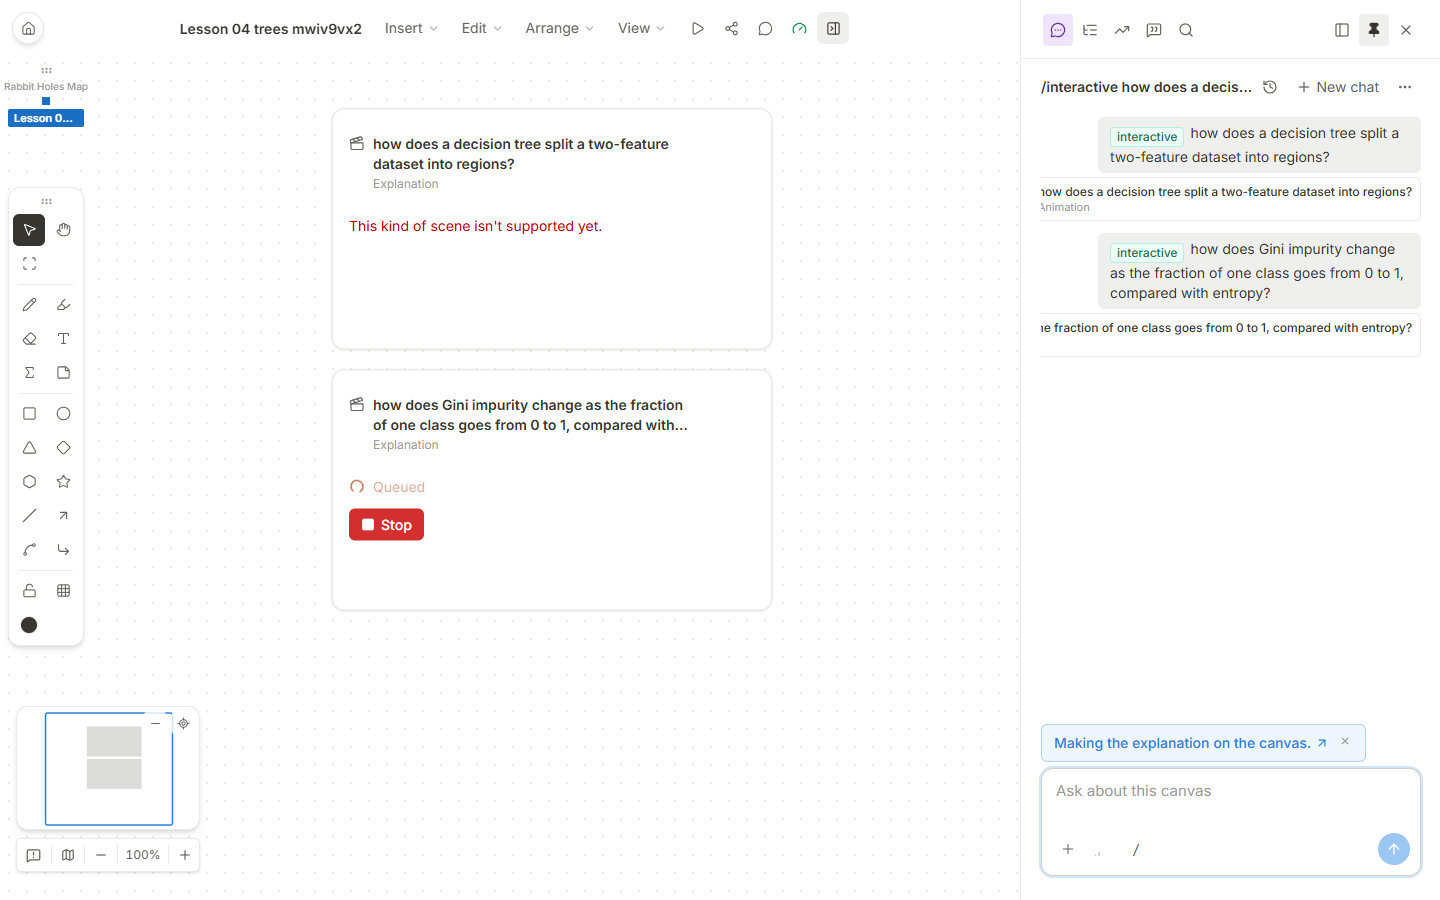 Lesson 04 trees mwiv9vx2
Insert
Edit
Arrange
View
Rabbit Holes Map
Lesson 0...
how does a decision tree split a two-feature
dataset into regions?
Explanation
This kind of scene isn't supported yet.
how does Gini impurity change as the fraction
of one class goes from 0 to 1, compared with...
Explanation
Queued
Stop
100%
/interactive how does a decis...
New chat
interactive how does a decision tree split a
two-feature dataset into regions?
how does a decision tree split a two-feature dataset into regions?
Animation
interactive how does Gini impurity change
as the fraction of one class goes from 0 to 1,
compared with entropy?
fraction of one class goes from 0 to 1, compared with entropy?
Making the explanation on the canvas.
Ask about this canvas
/